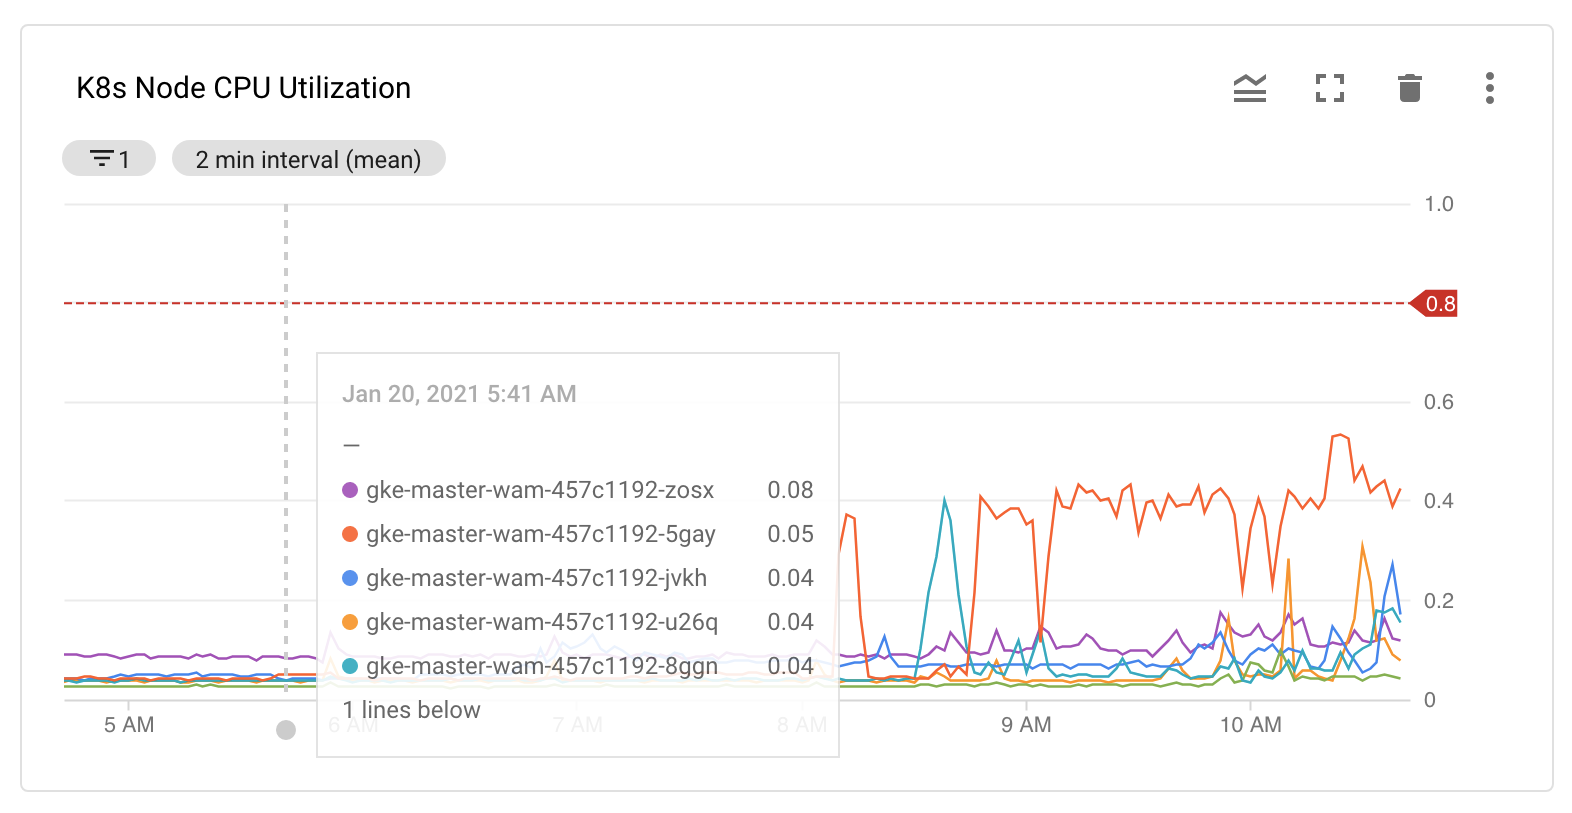 K8s Node CPU Utilization
1
2 min interval (mean)
1.0
0.8
0.6
0.4
0.2
0
Jan 20, 2021 5:41 AM
–
gke-master-wam-457c1192-zosx 0.08
gke-master-wam-457c1192-5gay 0.05
gke-master-wam-457c1192-jvkh 0.04
gke-master-wam-457c1192-u26q 0.04
gke-master-wam-457c1192-8ggn 0.04
1 lines below
5 AM 6 AM 7 AM 8 AM 9 AM 10 AM